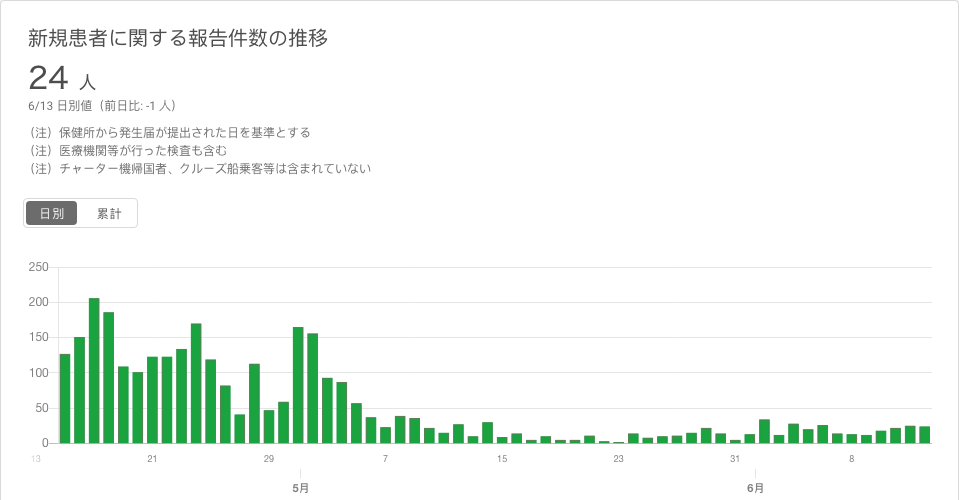 新規患者に関する報告件数の推移
24 人
6/13 日別値（前日比: -1 人）
（注）保健所から発生届が提出された日を基準とする
（注）医療機関等が行った検査も含む
（注）チャーター機帰国者、クルーズ船乗客等は含まれていない
日別 累計
250
200
150
100
50
0
13 21 29 7 15 23 31 8
5月 6月